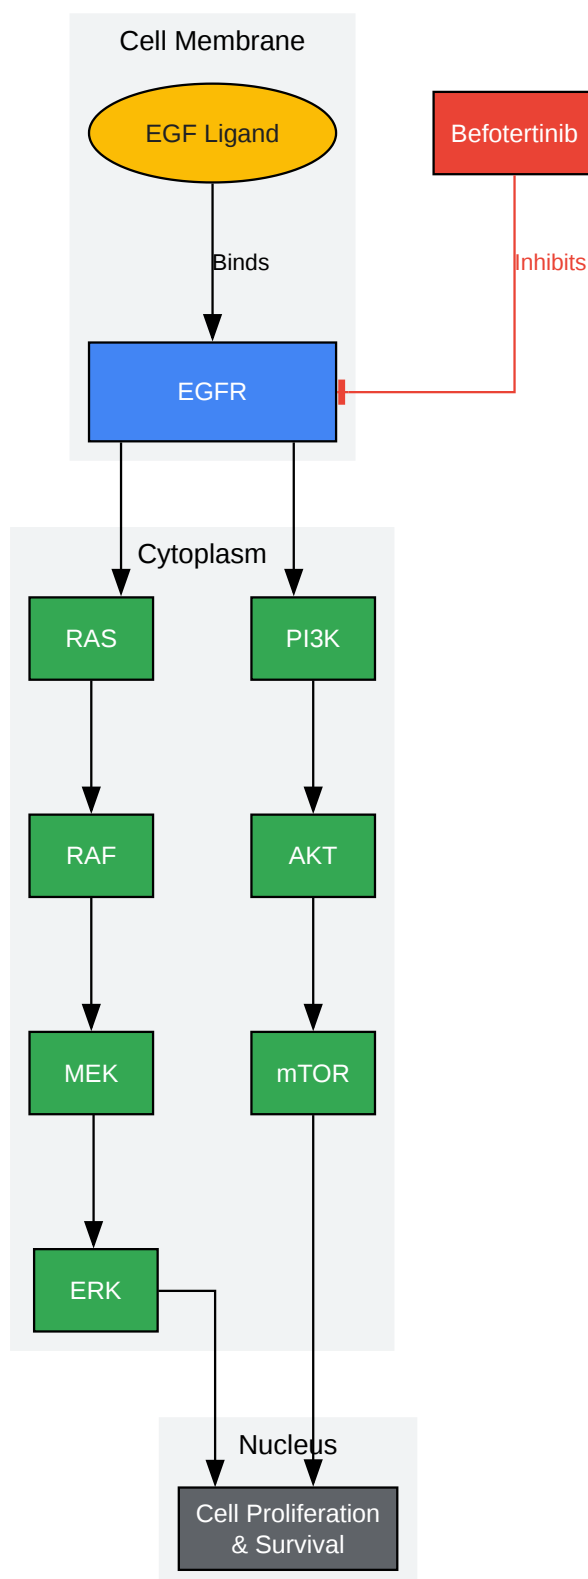 Cell Membrane
EGF Ligand
Befotertinib
Binds
Inhibits
EGFR
Cytoplasm
RAS
PI3K
RAF
AKT
MEK
mTOR
ERK
Nucleus
Cell Proliferation
& Survival